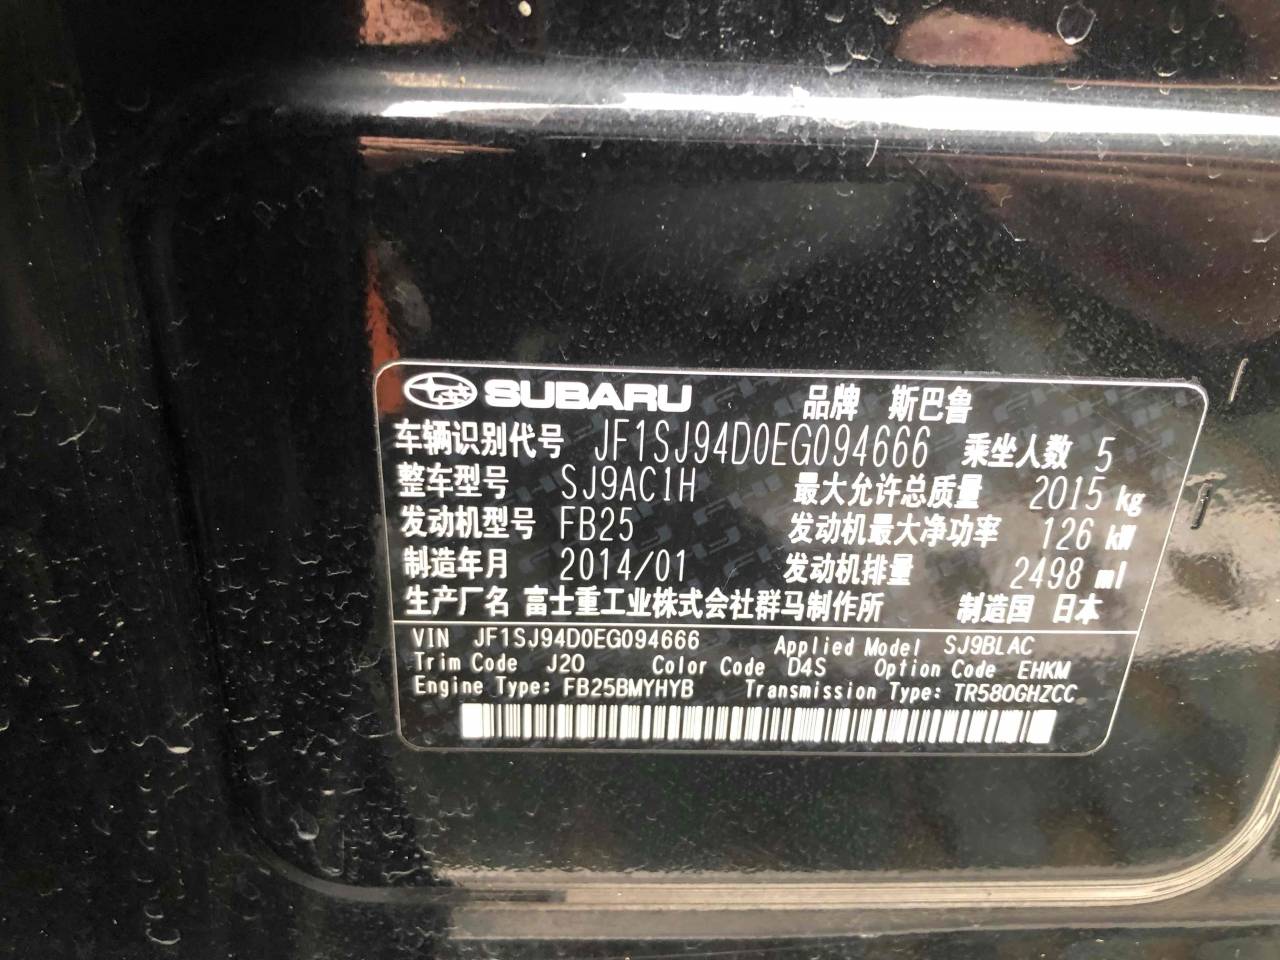 SUBARU 品牌 斯巴鲁
车辆识别代号 JF1SJ94D0EG094666 乘坐人数 5
整车型号 SJ9AC1H 最大允许总质量 2015 kg
发动机型号 FB25 发动机最大净功率 126 kW
制造年月 2014/01 发动机排量 2498 ml
生产厂名 富士重工业株式会社群马制作所 制造国 日本
VIN JF1SJ94D0EG094666 Applied Model SJ9BLAC
Trim Code J20 Color Code D4S Option Code EHKM
Engine Type: FB25BMYHYB Transmission Type: TR580GHZCC